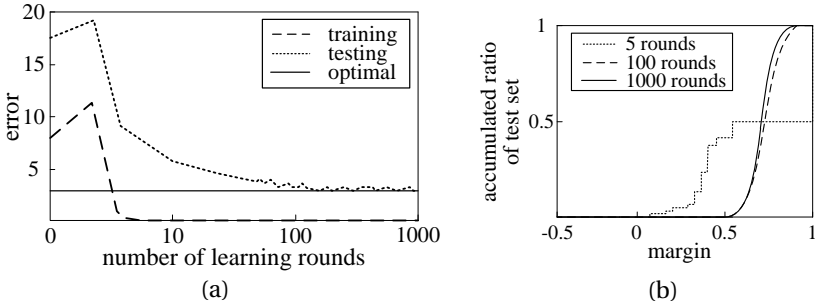 20
15
10
5
error
training
testing
optimal
0
10
100
1000
number of learning rounds
(a)
1
0.5
accumulated ratio
of test set
5 rounds
100 rounds
1000 rounds
-0.5
0
0.5
1
margin
(b)